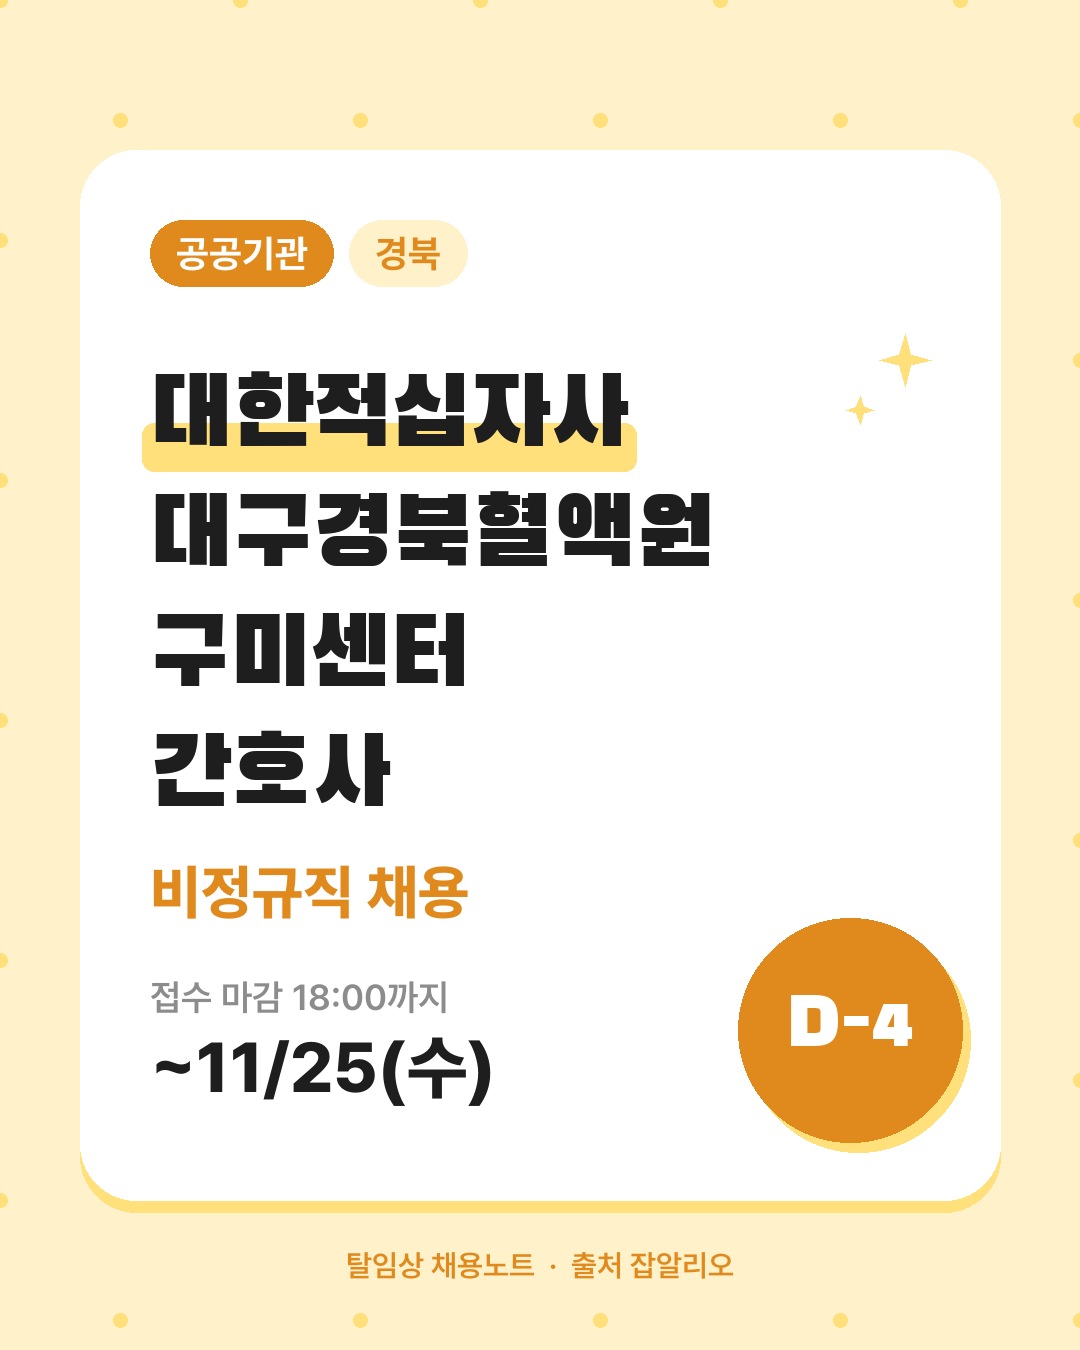 공공기관 경북
대한적십자사
대구경북혈액원
구미센터
간호사
비정규직 채용
접수 마감 18:00까지
~11/25(수)
D-4
탈임상 채용노트 · 출처 잡알리오